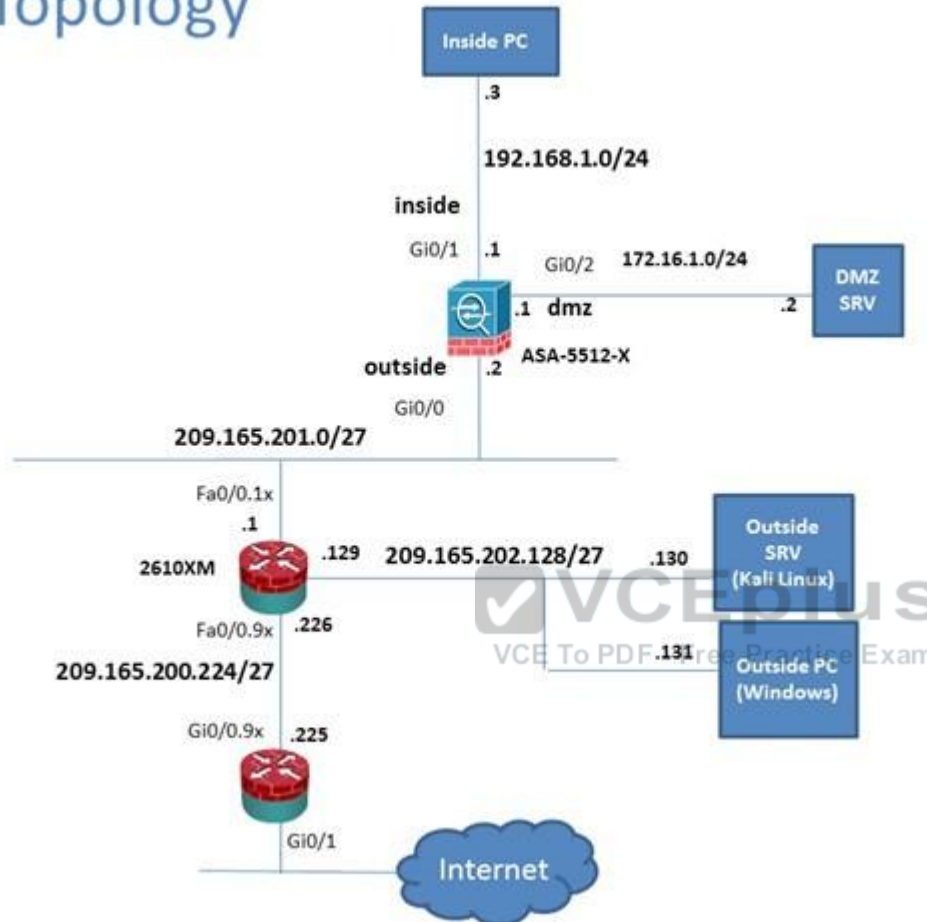 Topology
Inside PC
.3
192.168.1.0/24
inside
Gi0/1 .1
Gi0/2 172.16.1.0/24
DMZ
SRV
.1 dmz
.2
ASA-5512-X
outside .2
Gi0/0
209.165.201.0/27
Fa0/0.1x
.1
2610XM
.129 209.165.202.128/27 .130
Outside
SRV
(Kali Linux)
VCEplus
VCE To PDF - Free Practice Exam
.131
Outside PC
(Windows)
Fa0/0.9x .226
209.165.200.224/27
Gi0/0.9x .225
Gi0/1
Internet